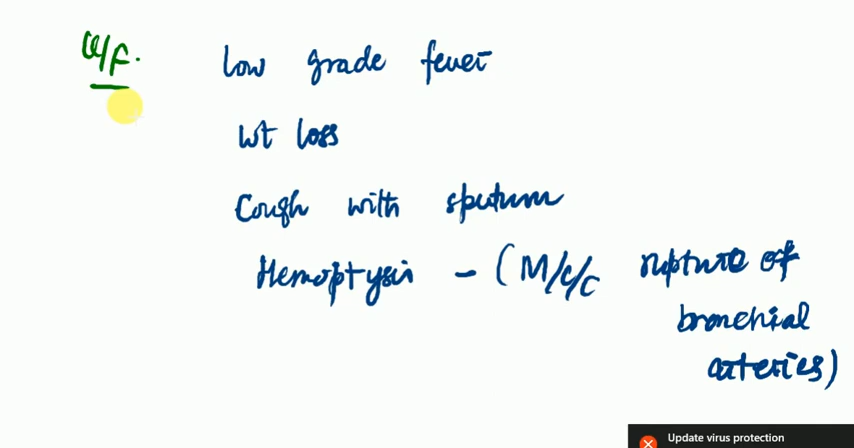 C/F. Low grade fever
Wt loss
Cough with sputum
Hemoptysis - (M/C/C rupture of
bronchial
arteries)
Update virus protection